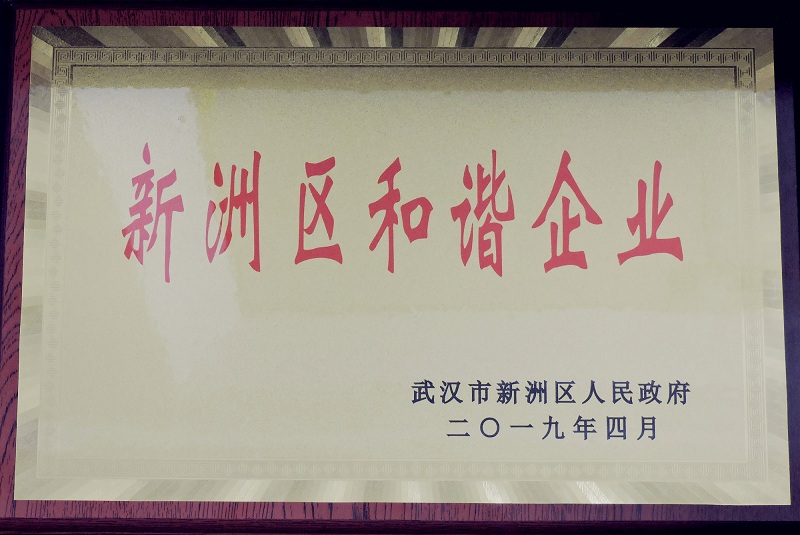 新洲区和谐企业
武汉市新洲区人民政府
二〇一九年四月